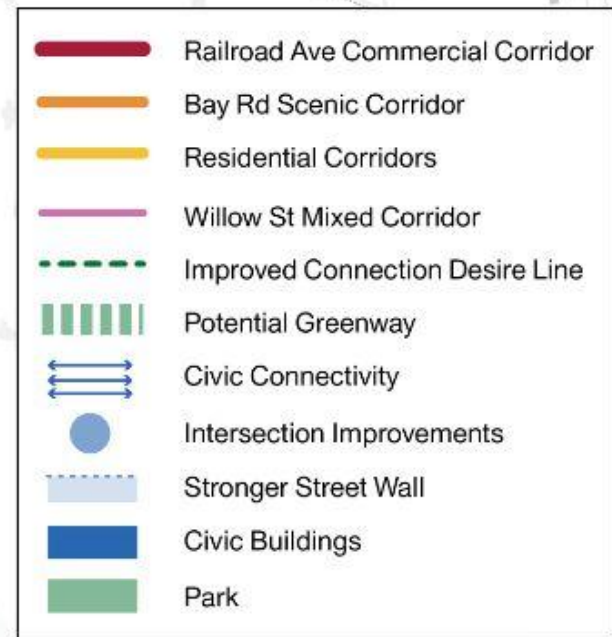 Railroad Ave Commercial Corridor
Bay Rd Scenic Corridor
Residential Corridors
Willow St Mixed Corridor
Improved Connection Desire Line
Potential Greenway
Civic Connectivity
Intersection Improvements
Stronger Street Wall
Civic Buildings
Park